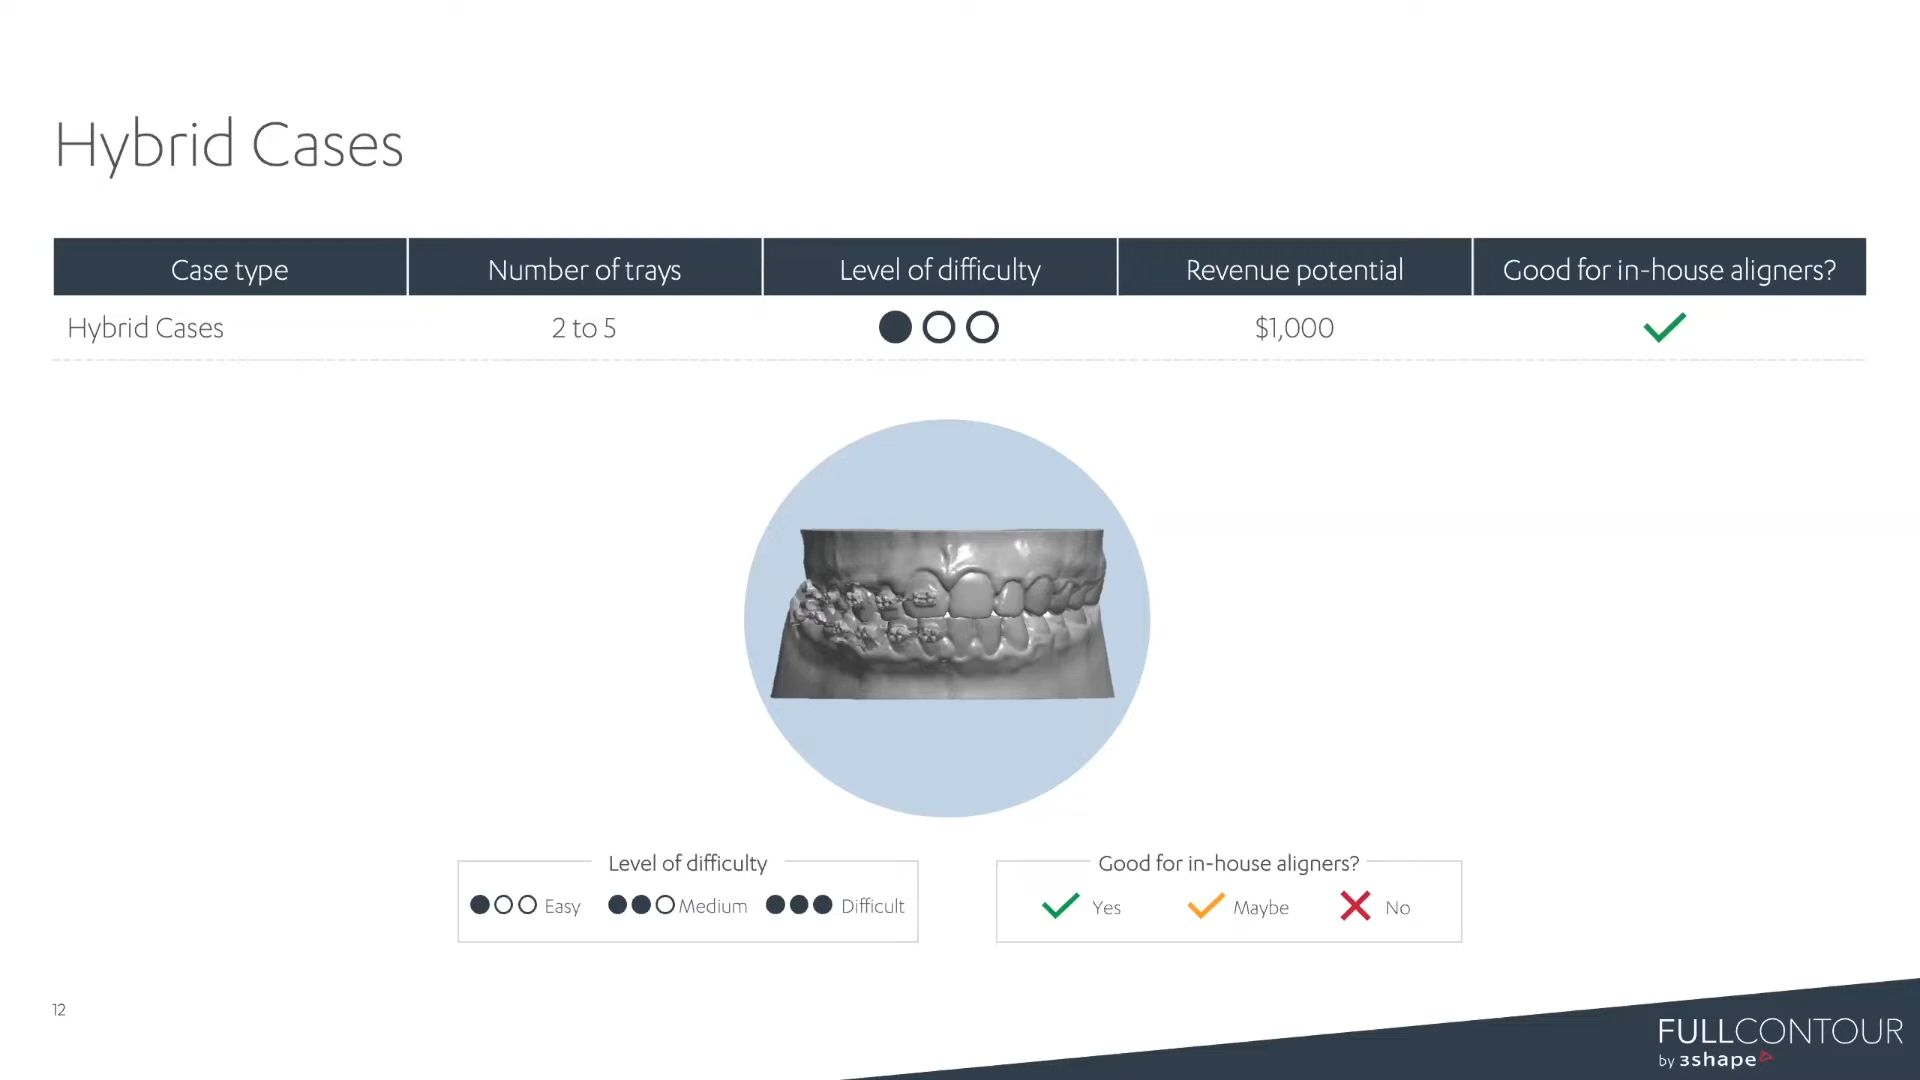 Hybrid Cases
Case type Number of trays Level of difficulty Revenue potential Good for in-house aligners?
Hybrid Cases 2 to 5 $1,000
Level of difficulty Good for in-house aligners?
Easy Medium Difficult Yes Maybe No
12
FULLCONTOUR
by 3shape